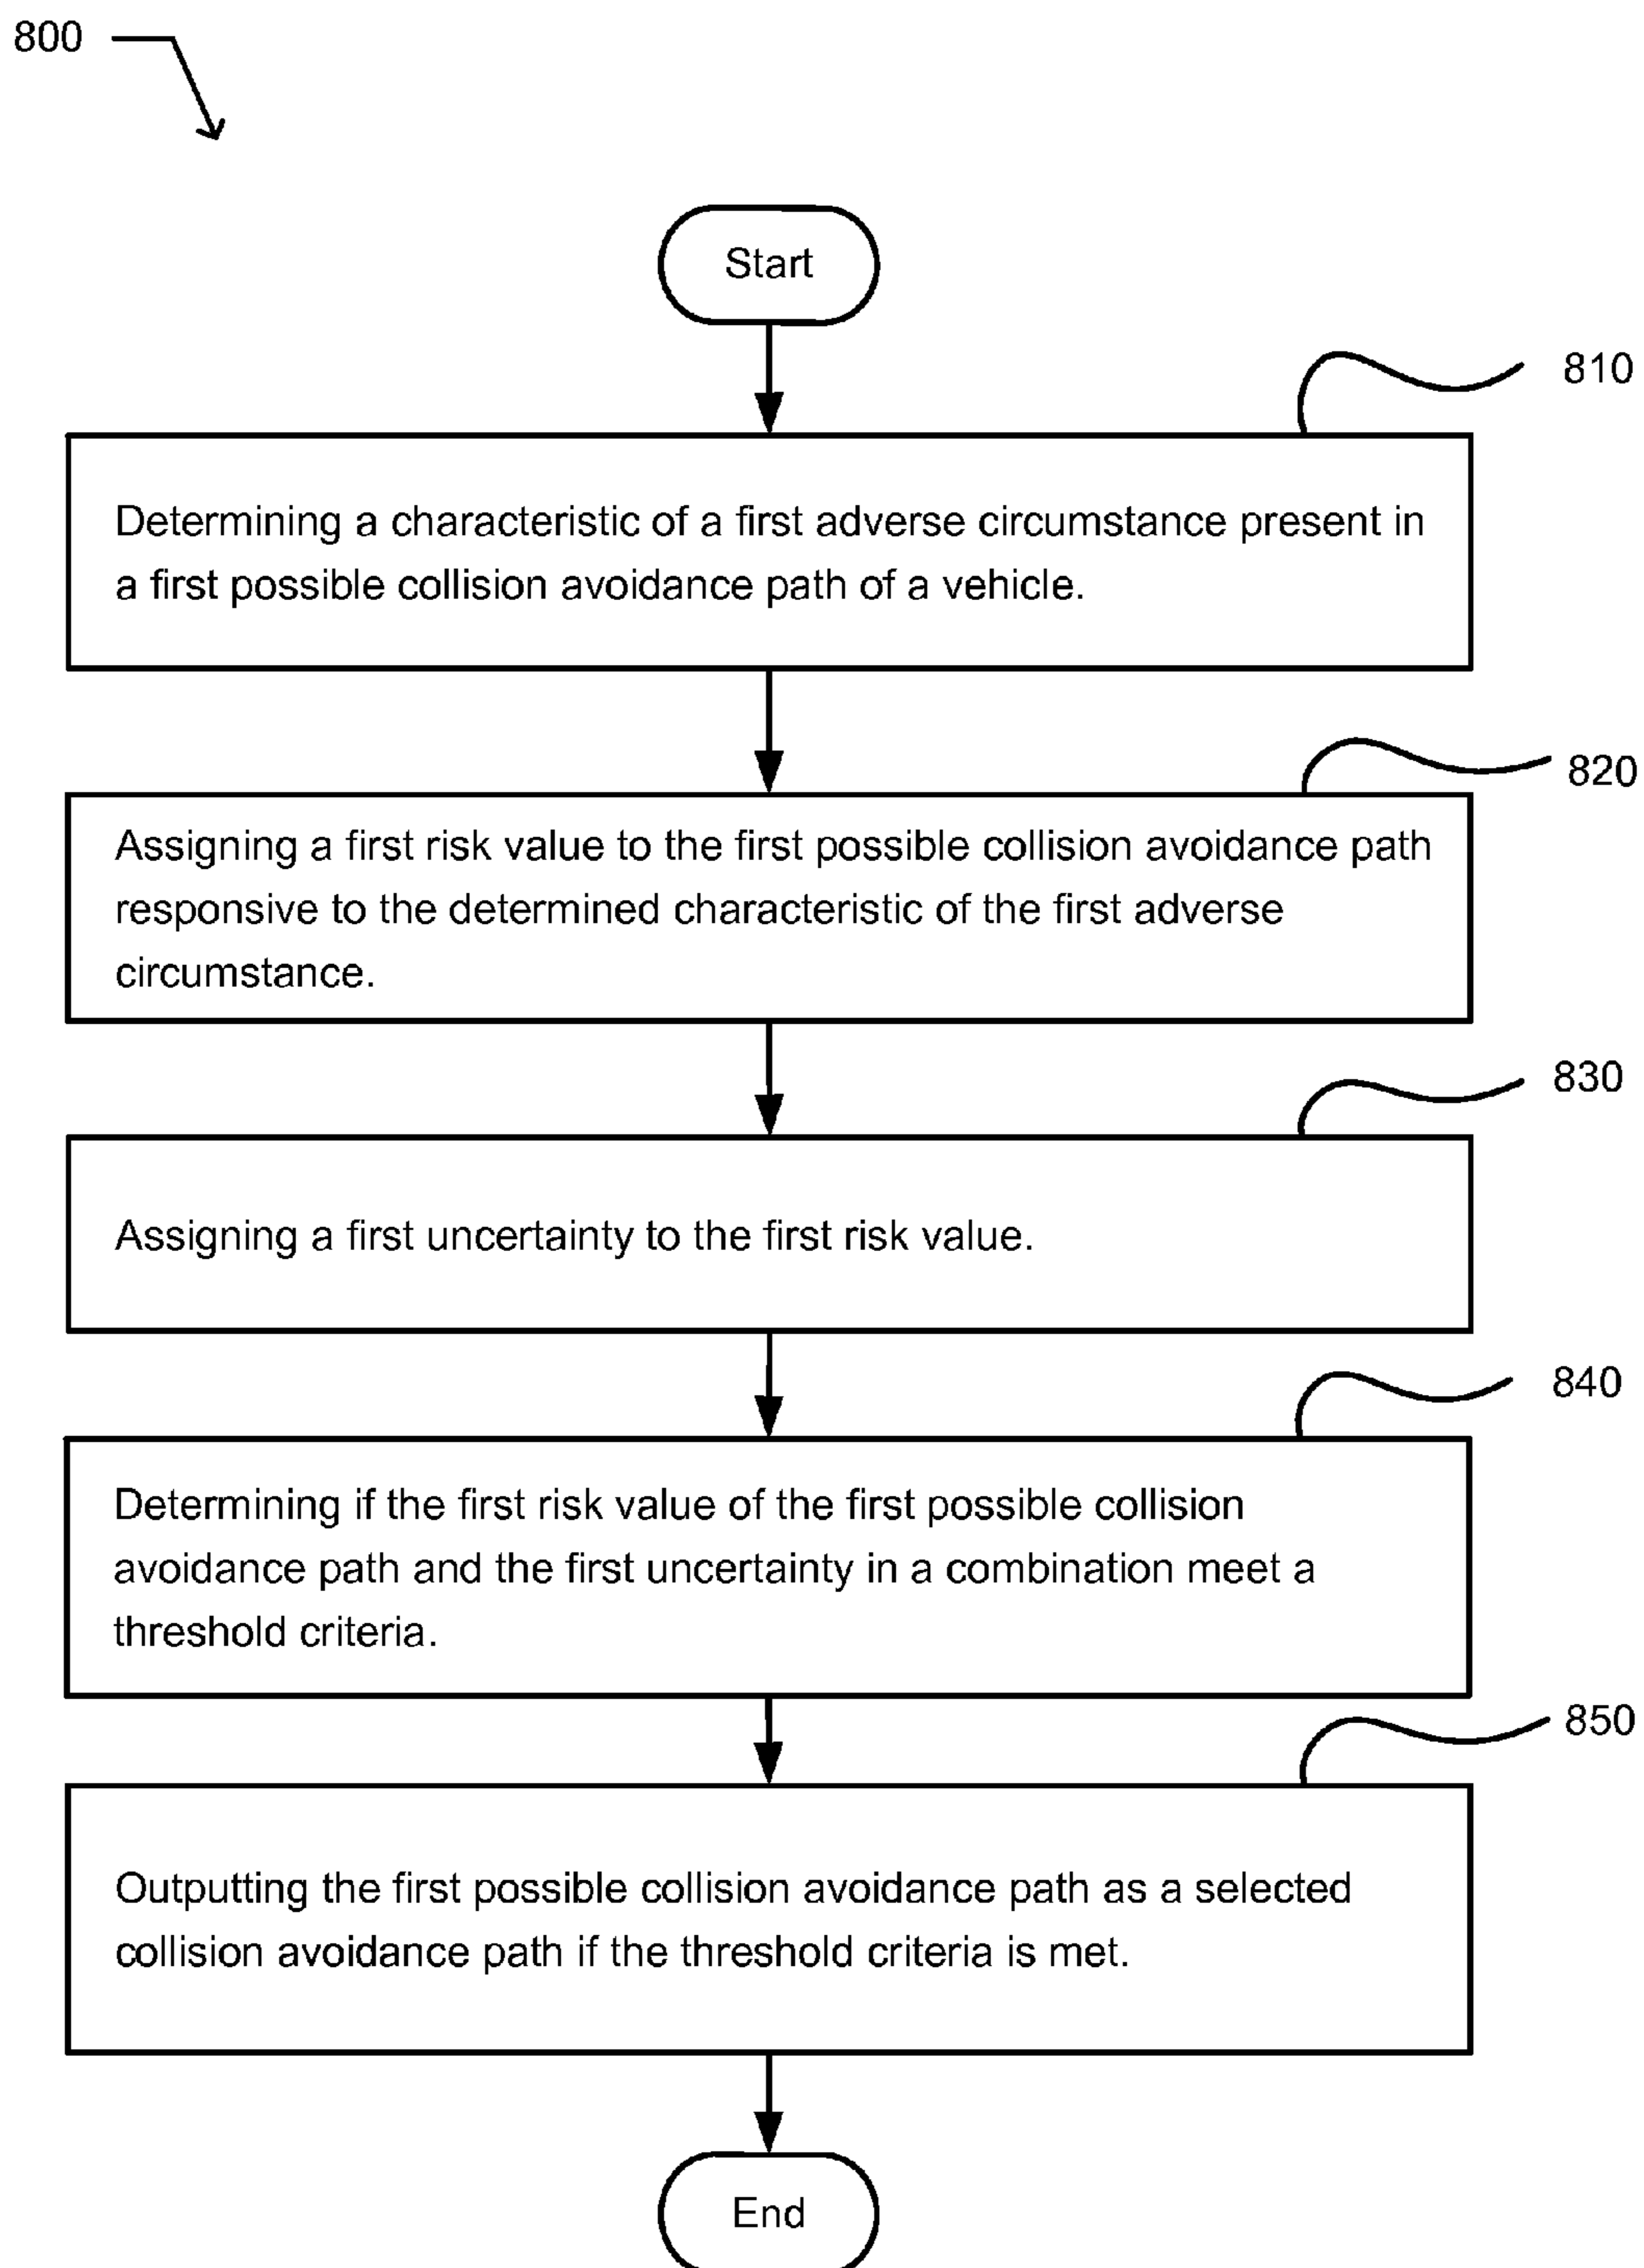 800
Start
810
Determining a characteristic of a first adverse circumstance present in
a first possible collision avoidance path of a vehicle.
820
Assigning a first risk value to the first possible collision avoidance path
responsive to the determined characteristic of the first adverse
circumstance.
830
Assigning a first uncertainty to the first risk value.
840
Determining if the first risk value of the first possible collision
avoidance path and the first uncertainty in a combination meet a
threshold criteria.
850
Outputting the first possible collision avoidance path as a selected
collision avoidance path if the threshold criteria is met.
End